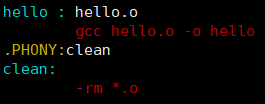 hello : hello.o
        gcc hello.o -o hello
.PHONY:clean
clean:
        -rm *.o